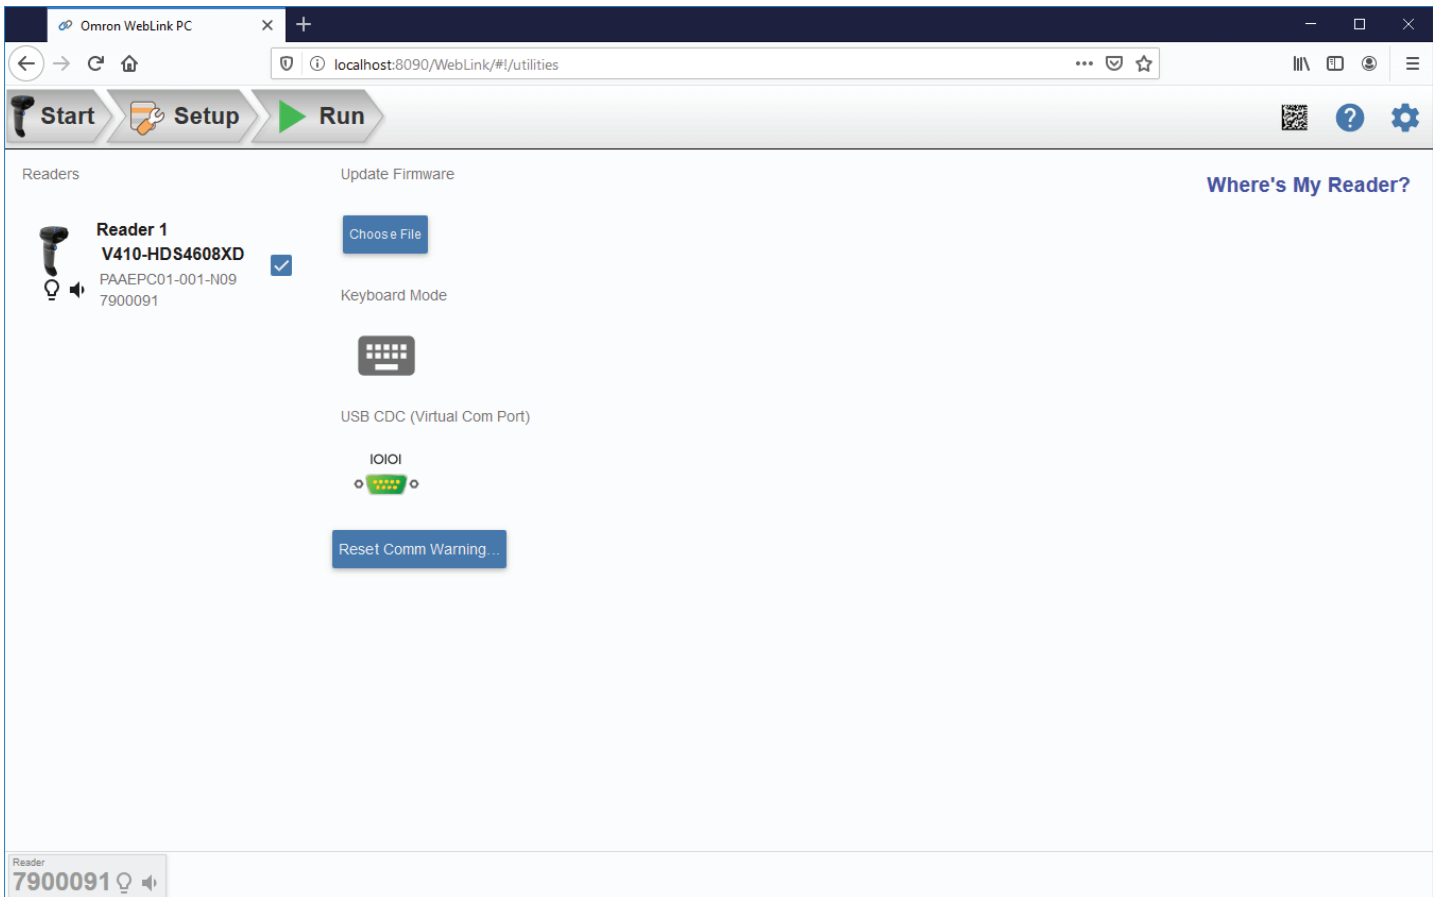 Omron WebLink PC
localhost:8090/WebLink/#!/utilities
Start
Setup
Run
Readers
Update Firmware
Where's My Reader?
Reader 1
V410-HDS4608XD
PAAEPC01-001-N09
7900091
Choose File
Keyboard Mode
USB CDC (Virtual Com Port)
IOIOI
Reset Comm Warning...
Reader
7900091